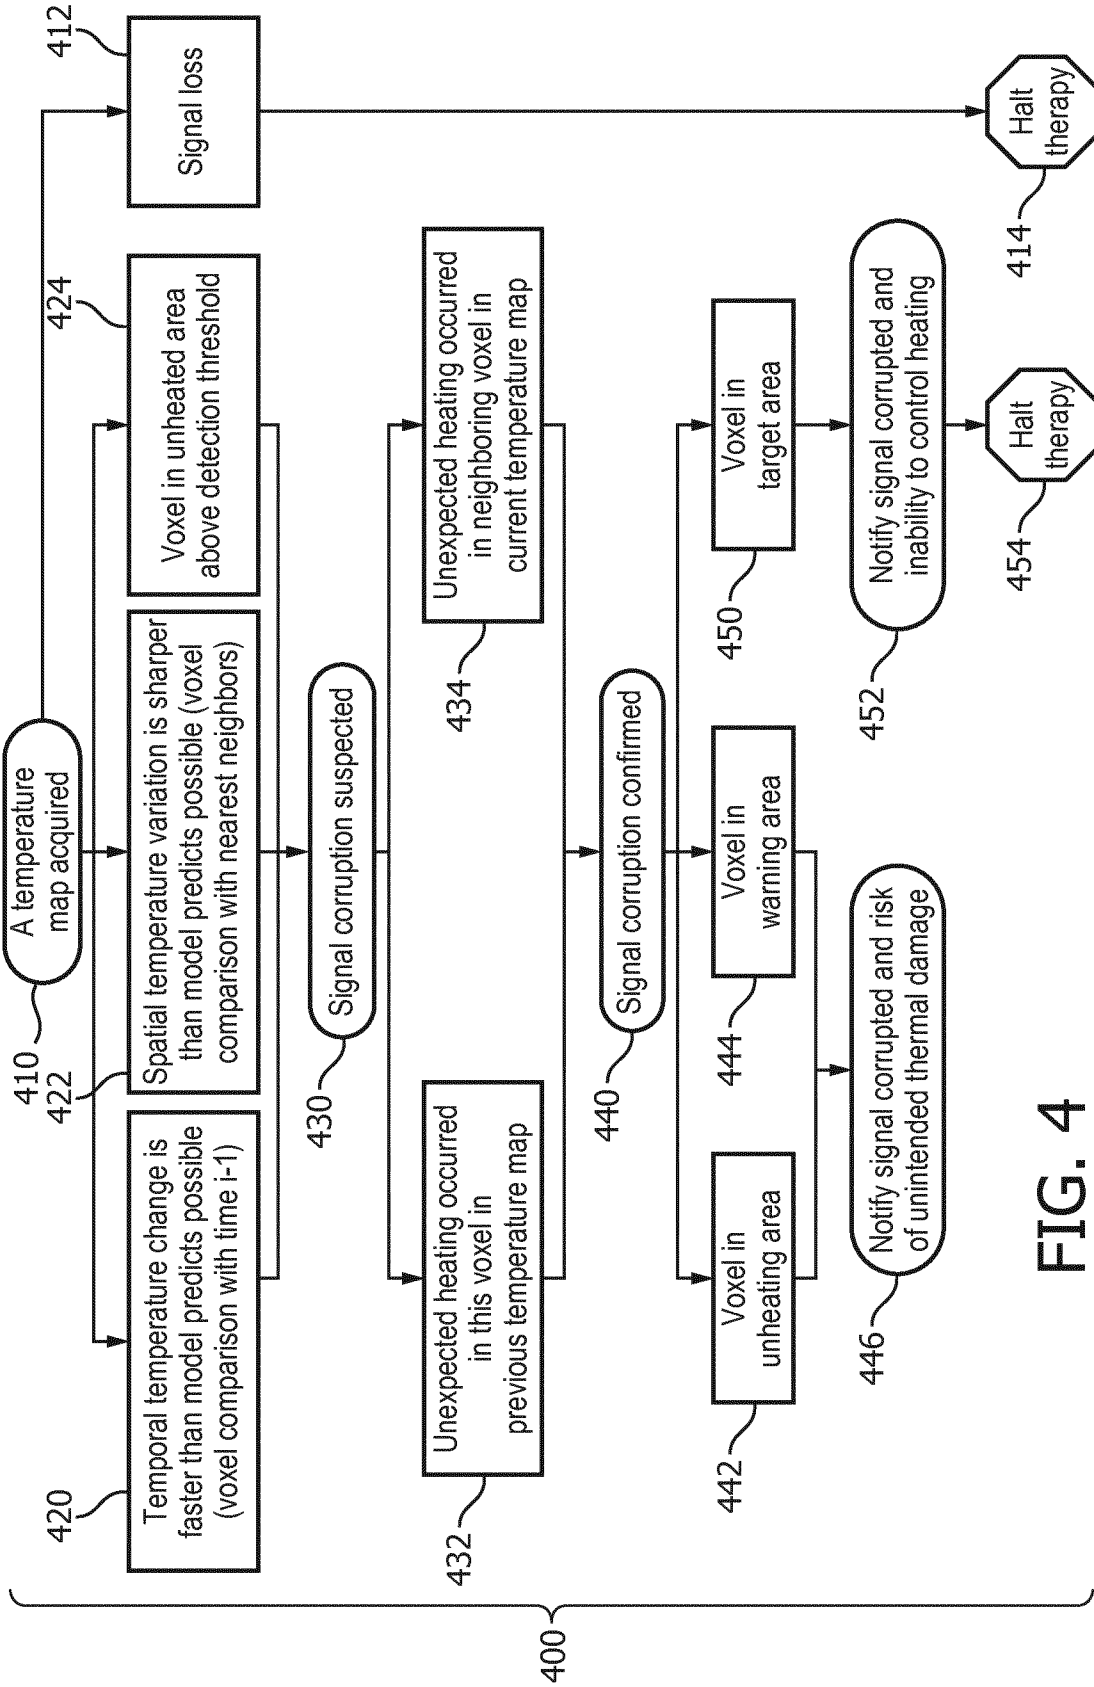 410
A temperature
map acquired
420
Temporal temperature change is
faster than model predicts possible
(voxel comparison with time i-1)
422
Spatial temperature variation is sharper
than model predicts possible (voxel
comparison with nearest neighbors)
424
Voxel in unheated area
above detection threshold
412
Signal loss
430
Signal corruption suspected
432
Unexpected heating occurred
in this voxel in
previous temperature map
434
Unexpected heating occurred
in neighboring voxel in
current temperature map
440
Signal corruption confirmed
442
Voxel in
unheating area
444
Voxel in
warning area
450
Voxel in
target area
446
Notify signal corrupted and risk
of unintended thermal damage
452
Notify signal corrupted and
inability to control heating
454
Halt
therapy
414
Halt
therapy
400
FIG. 4